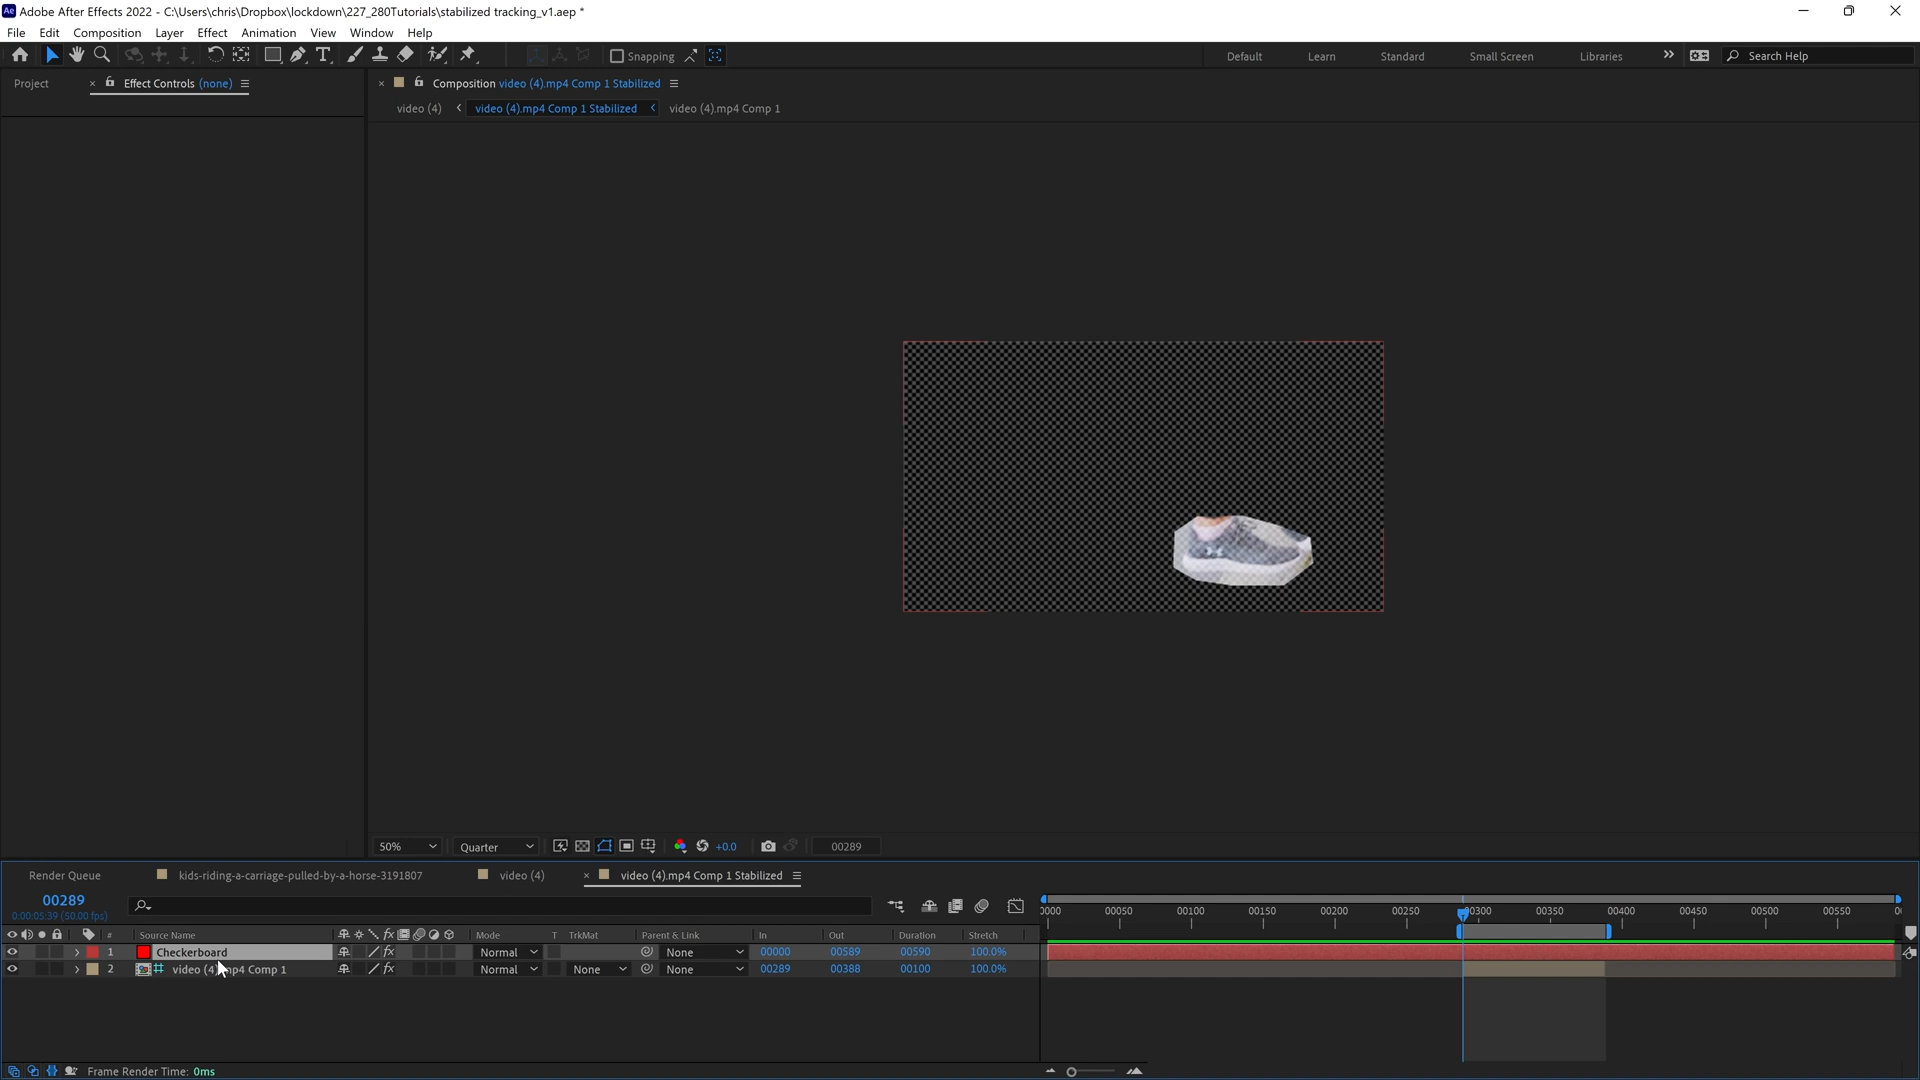 Ae Adobe After Effects 2022 - C:\Users\chris\Dropbox\lockdown\227_280Tutorials\stabilized tracking_v1.aep *
File Edit Composition Layer Effect Animation View Window Help
Snapping Default Learn Standard Small Screen Libraries Search Help
Project Effect Controls (none) Composition video (4).mp4 Comp 1 Stabilized
video (4) video (4).mp4 Comp 1 Stabilized video (4).mp4 Comp 1
50% Quarter +0.0 00289
Render Queue kids-riding-a-carriage-pulled-by-a-horse-3191807 video (4) video (4).mp4 Comp 1 Stabilized
00289
0:00:05:39 (50.00 fps)
0000 00050 00100 00150 00200 00250 00300 00350 00400 00450 00500 00550
# Source Name Mode T TrkMat Parent & Link In Out Duration Stretch
1 Checkerboard Normal None 00000 00589 00590 100.0%
2 video (4).mp4 Comp 1 Normal None None 00289 00388 00100 100.0%
Frame Render Time: 0ms